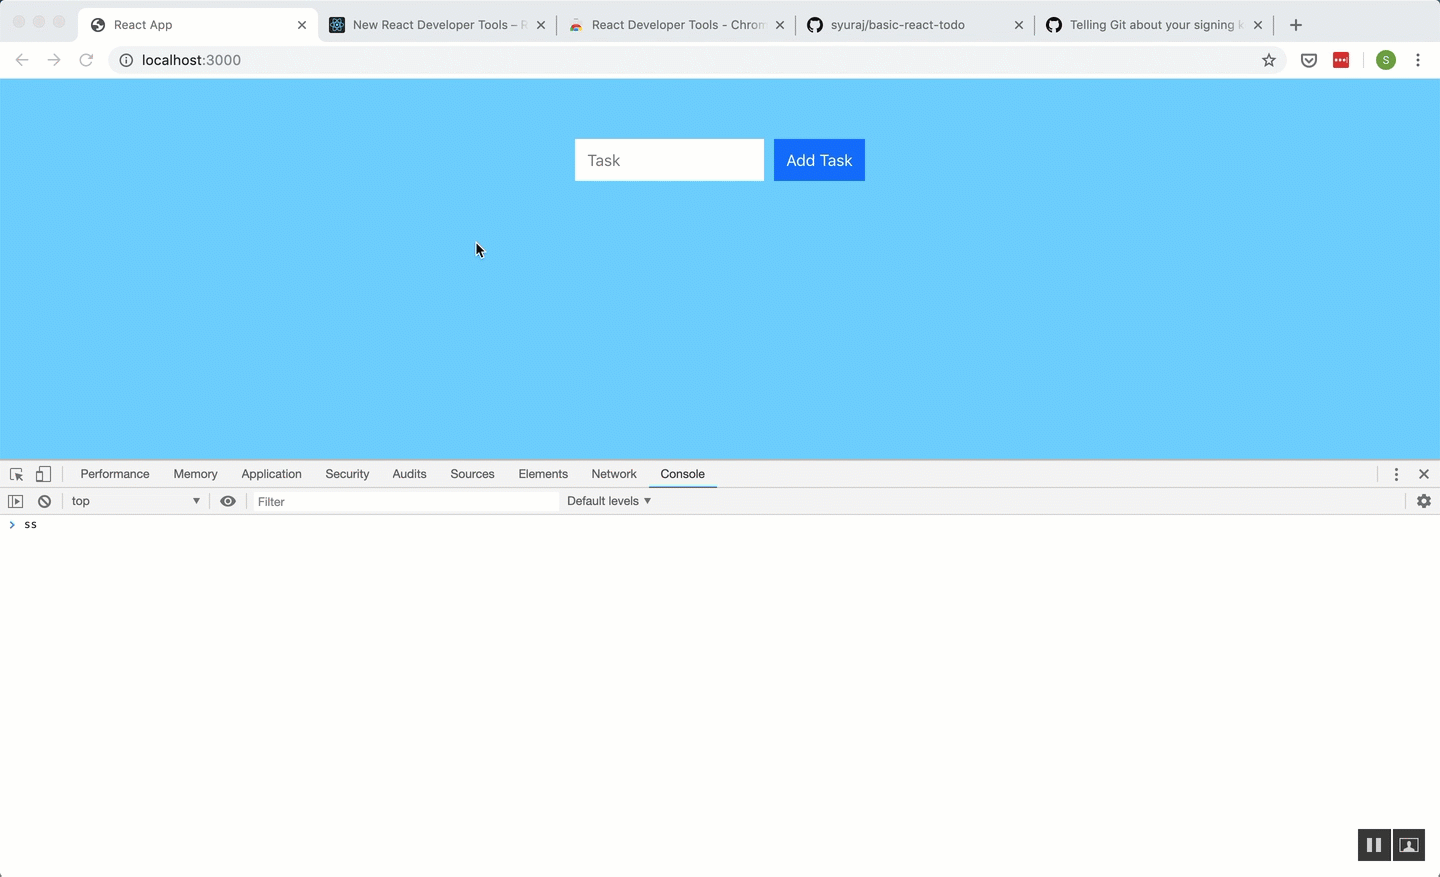 React App
New React Developer Tools – R
React Developer Tools - Chrom
syuraj/basic-react-todo
Telling Git about your signing k
localhost:3000
S
Task
Add Task
Performance Memory Application Security Audits Sources Elements Network Console
top
Filter
Default levels
ss